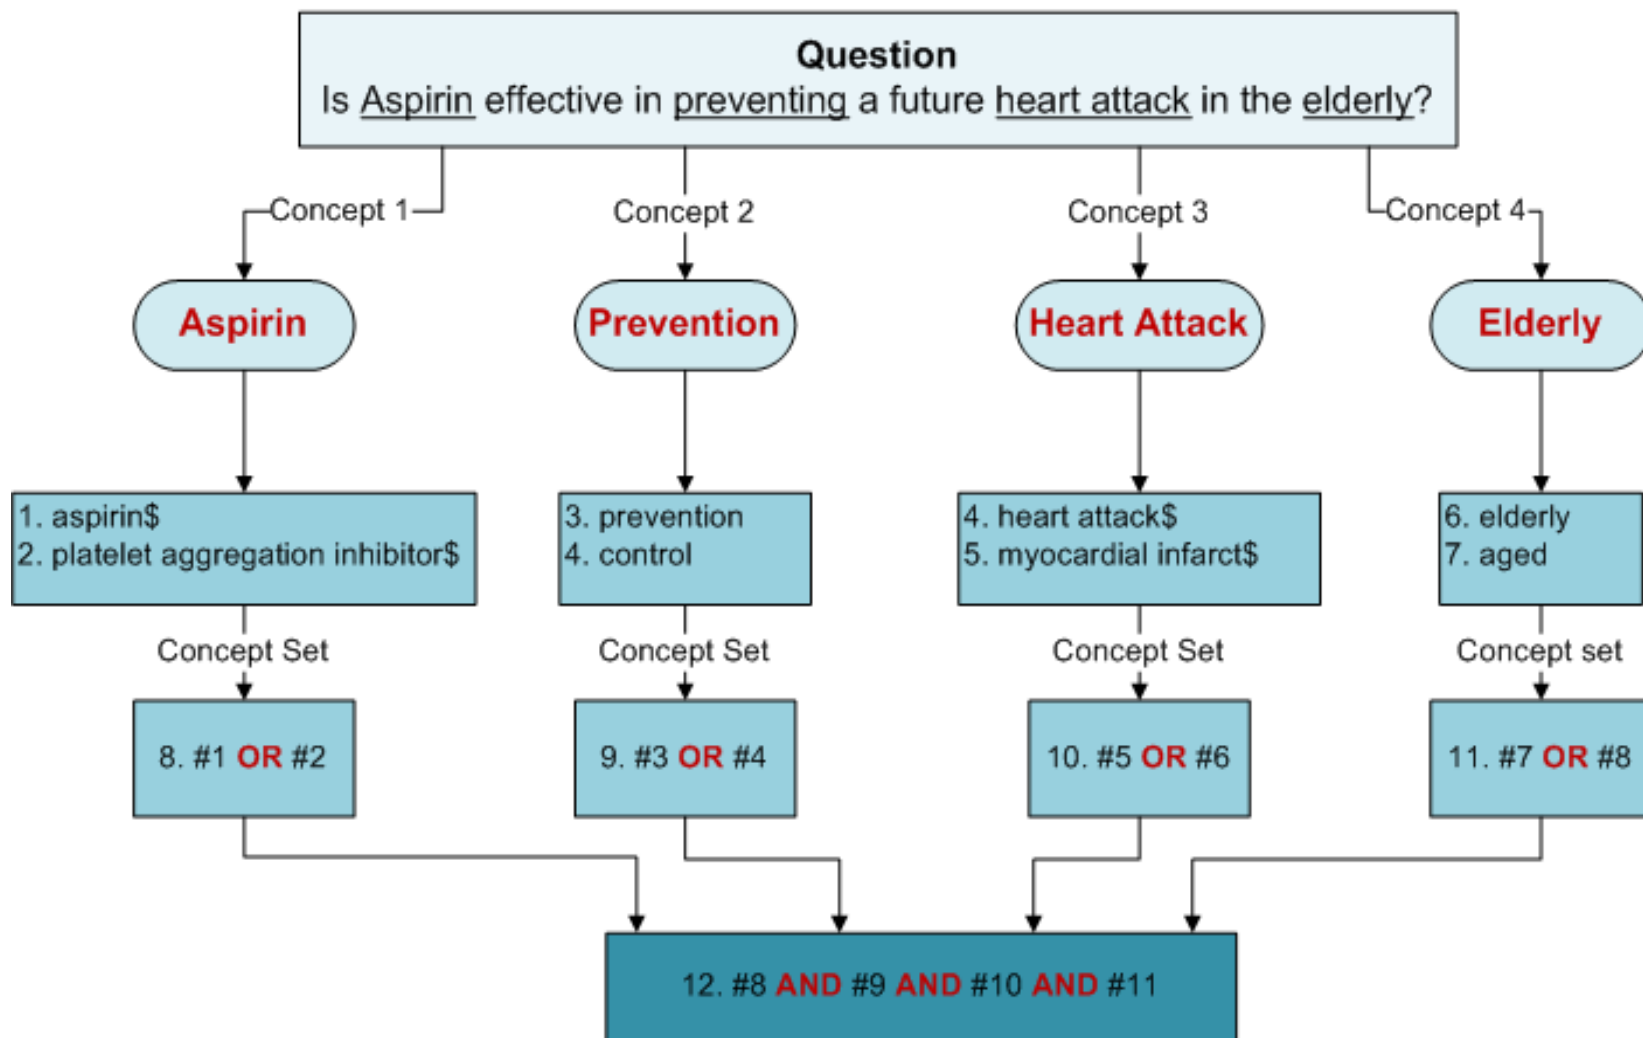 Question
Is Aspirin effective in preventing a future heart attack in the elderly?
Concept 1
Concept 2
Concept 3
Concept 4
Aspirin
Prevention
Heart Attack
Elderly
1. aspirin$
2. platelet aggregation inhibitor$
3. prevention
4. control
4. heart attack$
5. myocardial infarct$
6. elderly
7. aged
Concept Set
Concept Set
Concept Set
Concept set
8. #1 OR #2
9. #3 OR #4
10. #5 OR #6
11. #7 OR #8
12. #8 AND #9 AND #10 AND #11